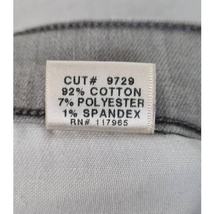 CUT# 9729
92% COTTON
7% POLYESTER
1% SPANDEX
RN# 117965